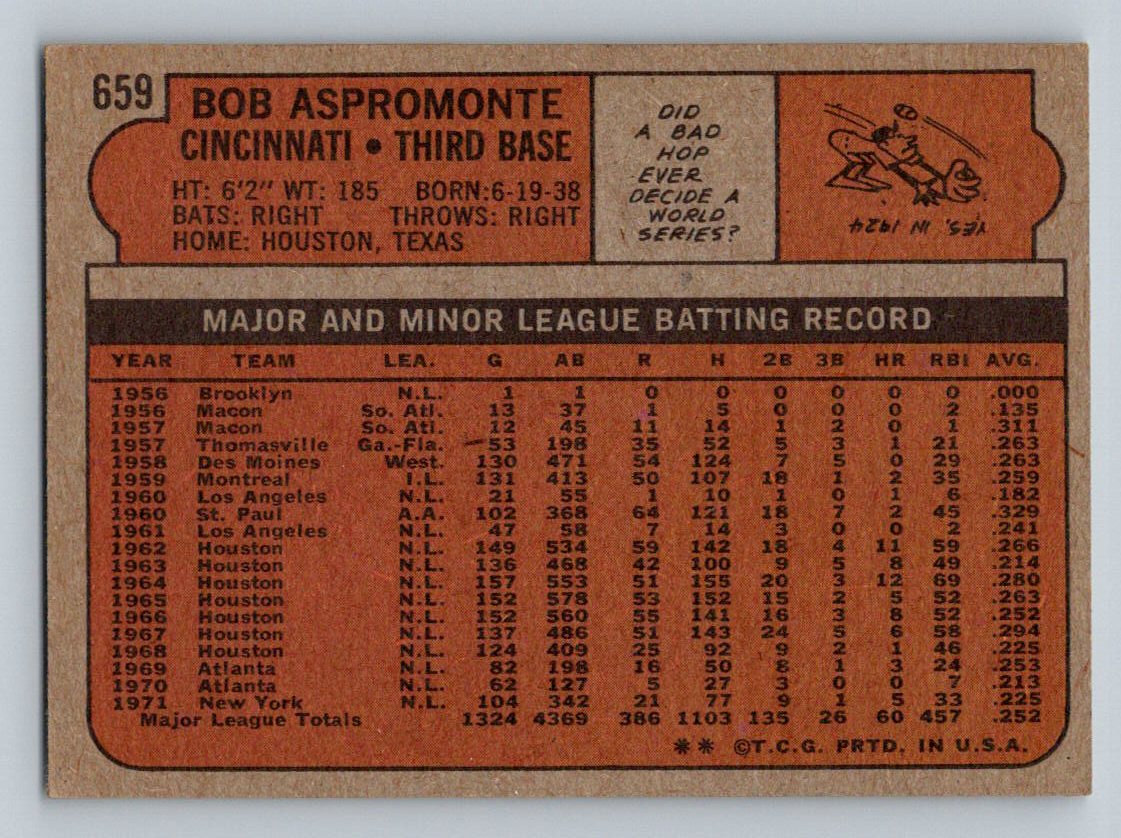 659
BOB ASPROMONTE
CINCINNATI • THIRD BASE
HT: 6'2" WT: 185 BORN:6-19-38
BATS: RIGHT THROWS: RIGHT
HOME: HOUSTON, TEXAS
DID
A BAD
HOP
EVER
DECIDE A
WORLD
SERIES?
YES, IN 1924
MAJOR AND MINOR LEAGUE BATTING RECORD
YEAR TEAM LEA. G AB R H 2B 3B HR RBI AVG.
1956 Brooklyn N.L. 1 1 0 0 0 0 0 0 .000
1956 Macon So. Atl. 13 37 1 5 0 0 0 2 .135
1957 Macon So. Atl. 12 45 11 14 1 2 0 1 .311
1957 Thomasville Ga.-Fla. 53 198 35 52 5 3 1 21 .263
1958 Des Moines West. 130 471 54 124 7 5 0 29 .263
1959 Montreal I.L. 131 413 50 107 18 1 2 35 .259
1960 Los Angeles N.L. 21 55 1 10 1 0 1 6 .182
1960 St. Paul A.A. 102 368 64 121 18 7 2 45 .329
1961 Los Angeles N.L. 47 58 7 14 3 0 0 2 .241
1962 Houston N.L. 149 534 59 142 18 4 11 59 .266
1963 Houston N.L. 136 468 42 100 9 5 8 49 .214
1964 Houston N.L. 157 553 51 155 20 3 12 69 .280
1965 Houston N.L. 152 578 53 152 15 2 5 52 .263
1966 Houston N.L. 152 560 55 141 16 3 8 52 .252
1967 Houston N.L. 137 486 51 143 24 5 6 58 .294
1968 Houston N.L. 124 409 25 92 9 2 1 46 .225
1969 Atlanta N.L. 82 198 16 50 8 1 3 24 .253
1970 Atlanta N.L. 62 127 5 27 3 0 0 7 .213
1971 New York N.L. 104 342 21 77 9 1 5 33 .225
Major League Totals 1324 4369 386 1103 135 26 60 457 .252
** ©T.C.G. PRTD. IN U.S.A.